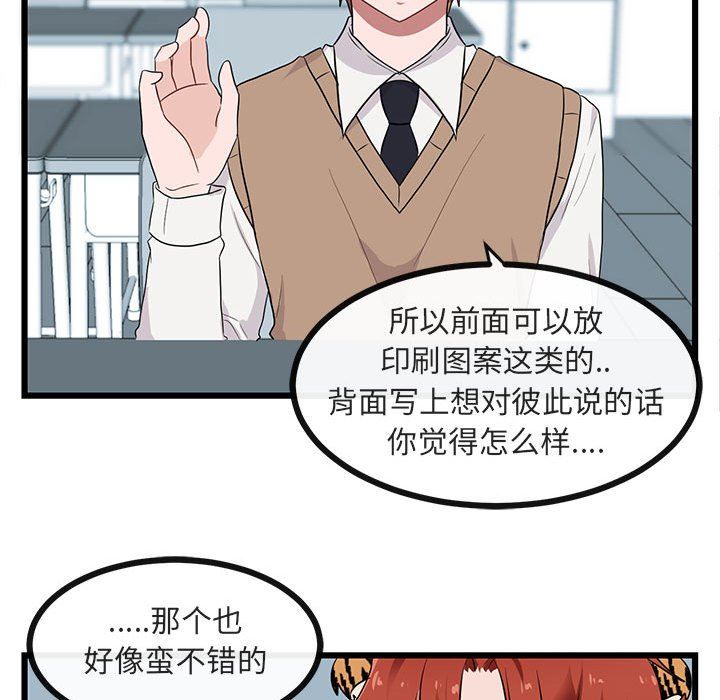 所以前面可以放
印刷图案这类的..
背面写上想对彼此说的话
你觉得怎么样....
.....那个也
好像蛮不错的